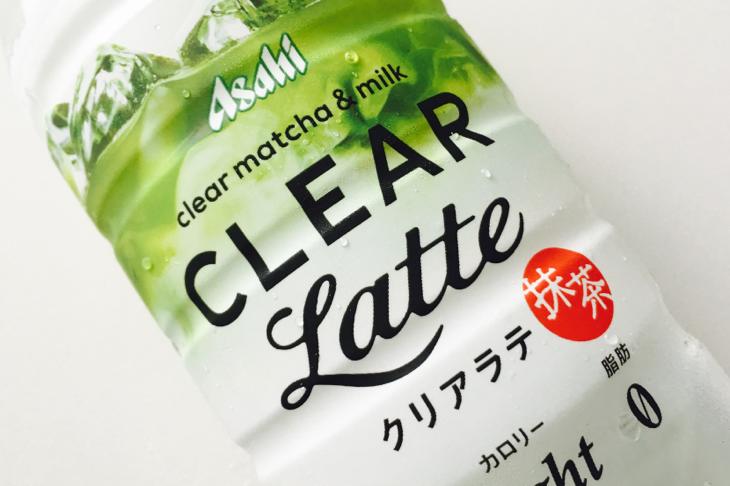 Asahi
clear matcha & milk
CLEAR
Latte
クリアラテ
抹茶
カロリー
脂肪
0